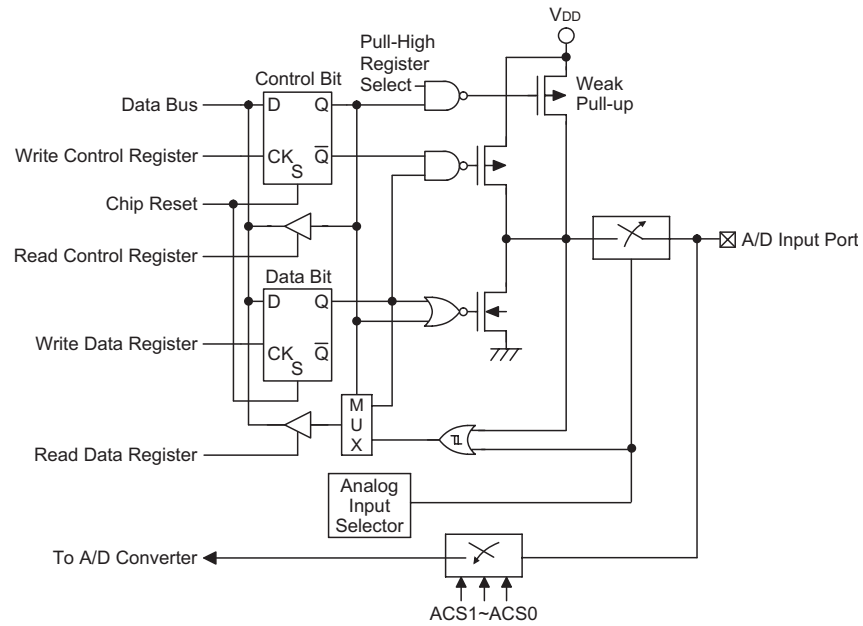 VDD
Pull-High
Register
Select
Control Bit
Weak
Pull-up
Data Bus
D
Q
Write Control Register
CK
Q
S
Chip Reset
Read Control Register
A/D Input Port
Data Bit
D
Q
Write Data Register
CK
Q
S
M
U
X
Read Data Register
Analog
Input
Selector
To A/D Converter
ACS1~ACS0